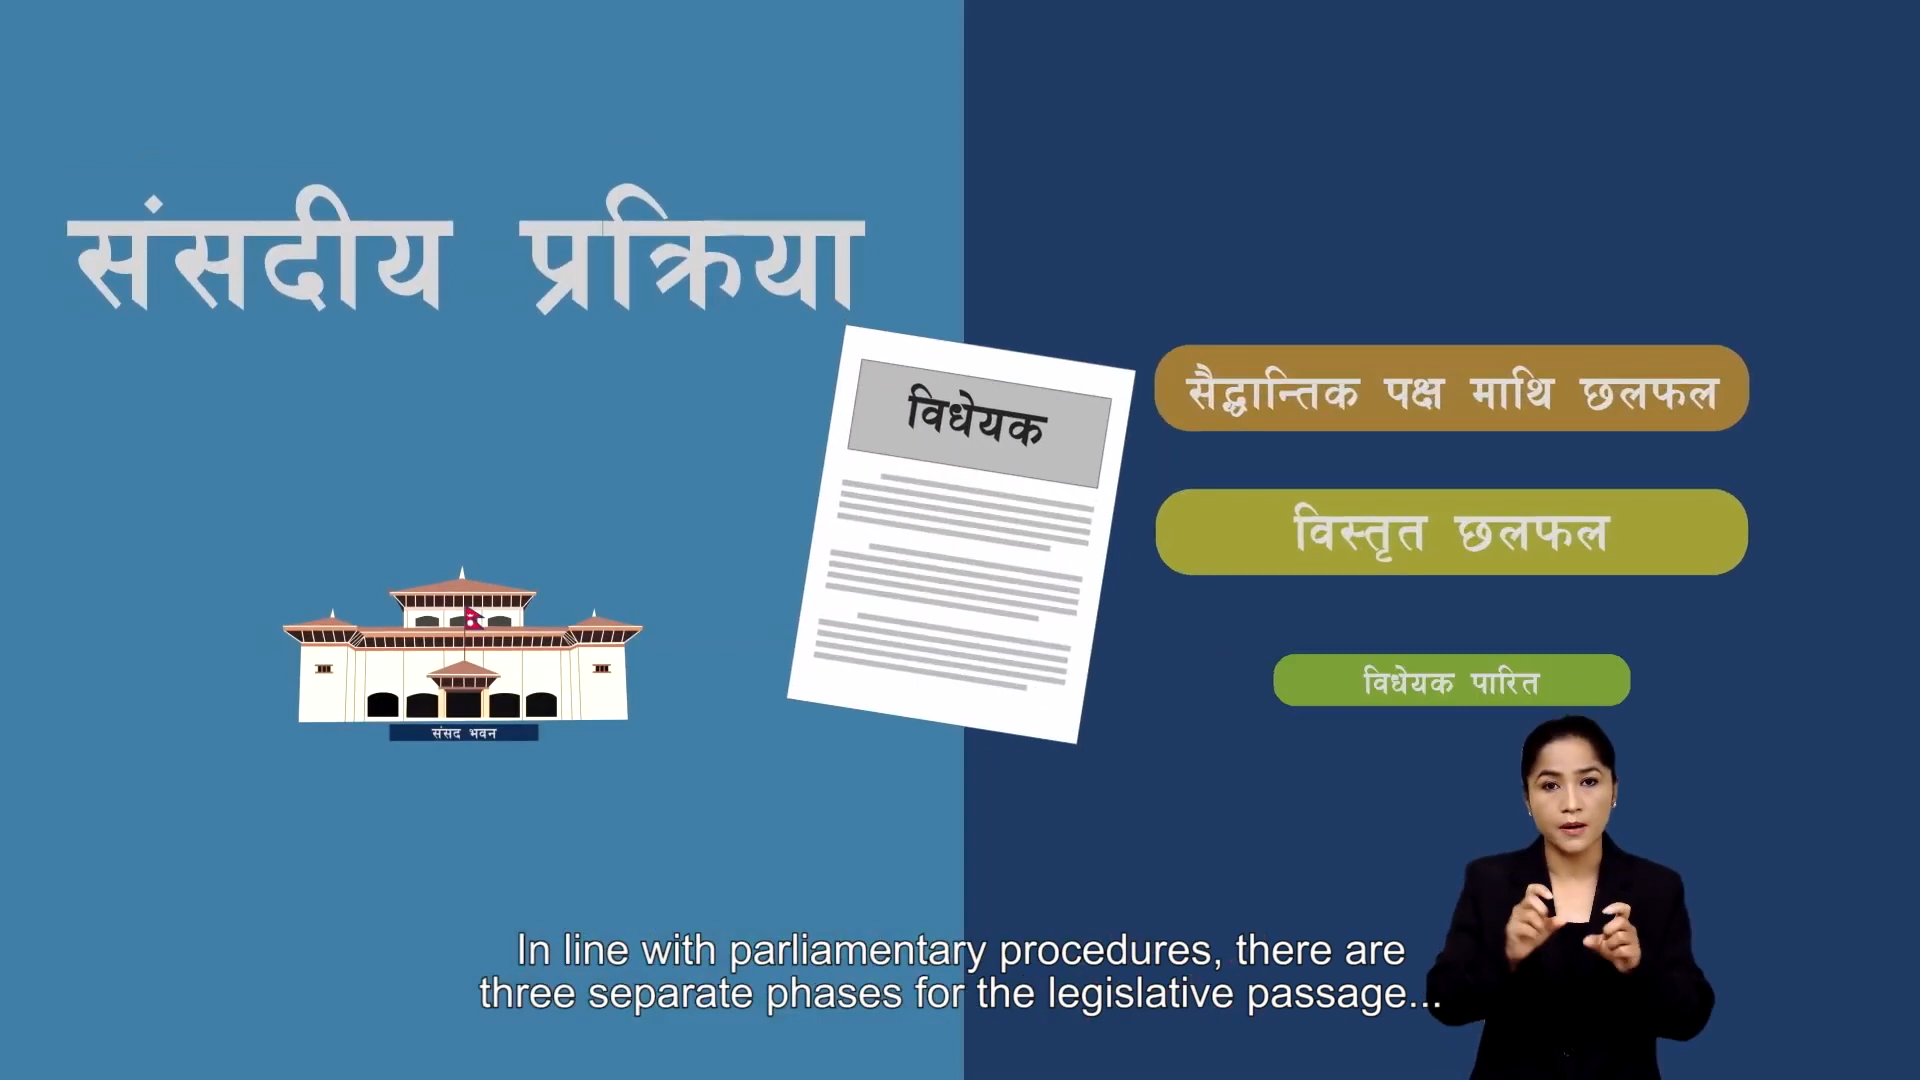 संसदीय प्रक्रिया
विधेयक
सैद्धान्तिक पक्ष माथि छलफल
विस्तृत छलफल
विधेयक पारित
संसद भवन
In line with parliamentary procedures, there are
three separate phases for the legislative passage...